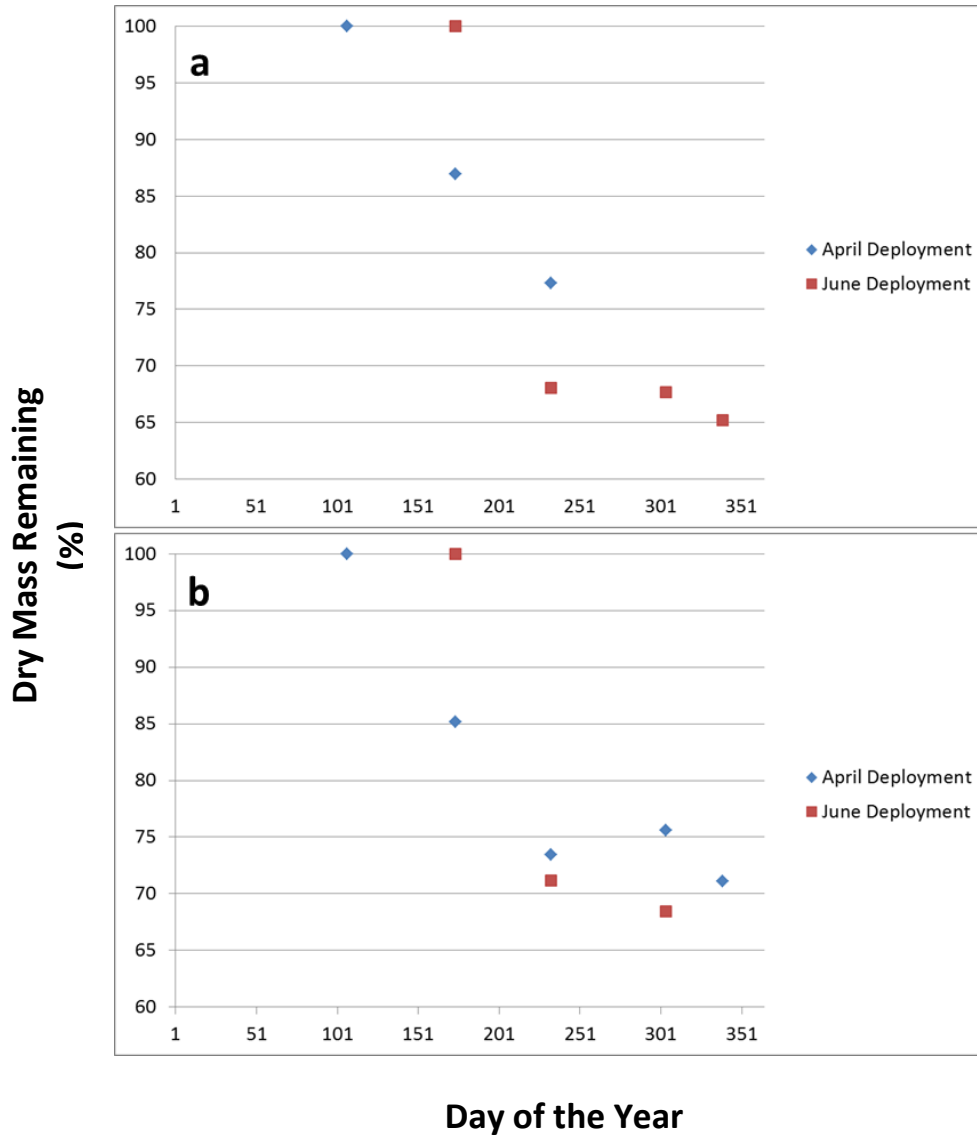 Dry Mass Remaining
(%)
a
100
95
90
85
80
75
70
65
60
1 51 101 151 201 251 301 351
April Deployment
June Deployment
b
100
95
90
85
80
75
70
65
60
1 51 101 151 201 251 301 351
April Deployment
June Deployment
Day of the Year